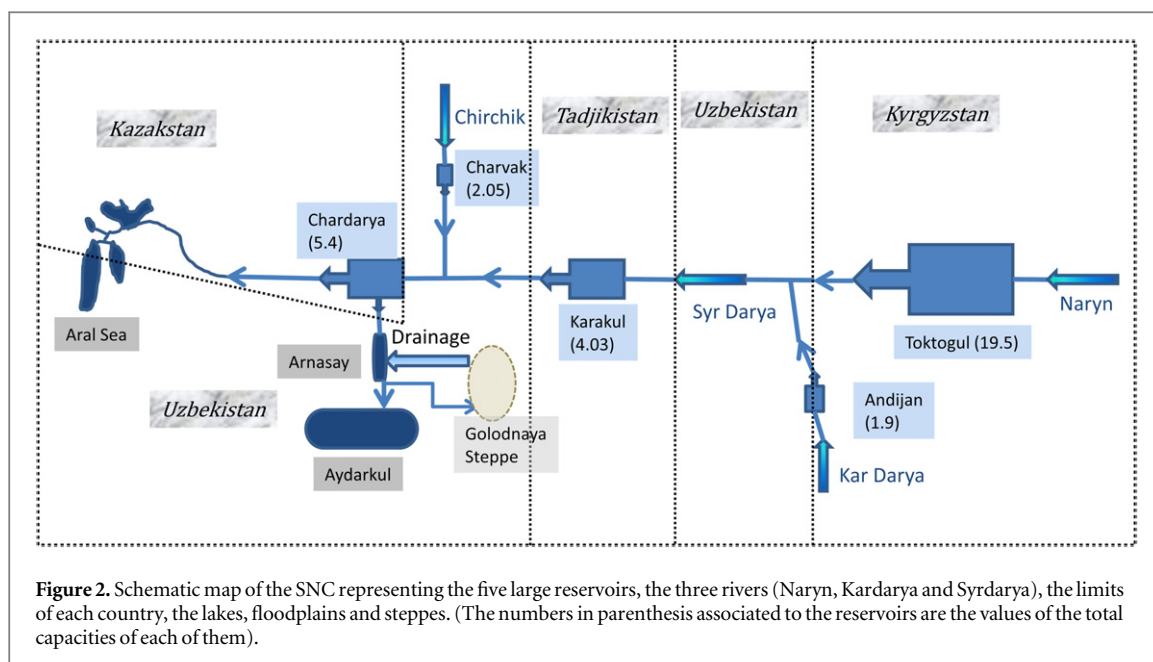 Kazakstan
Chirchik
Tadjikistan
Uzbekistan
Kyrgyzstan
Charvak
(2.05)
Chardarya
(5.4)
Aral Sea
Arnasay
Drainage
Karakul
(4.03)
Syr Darya
Toktogul (19.5)
Naryn
Uzbekistan
Aydarkul
Golodnaya
Steppe
Andijan
(1.9)
Kar Darya
Figure 2. Schematic map of the SNC representing the five large reservoirs, the three rivers (Naryn, Kardarya and Syrdarya), the limits
of each country, the lakes, floodplains and steppes. (The numbers in parenthesis associated to the reservoirs are the values of the total
capacities of each of them).